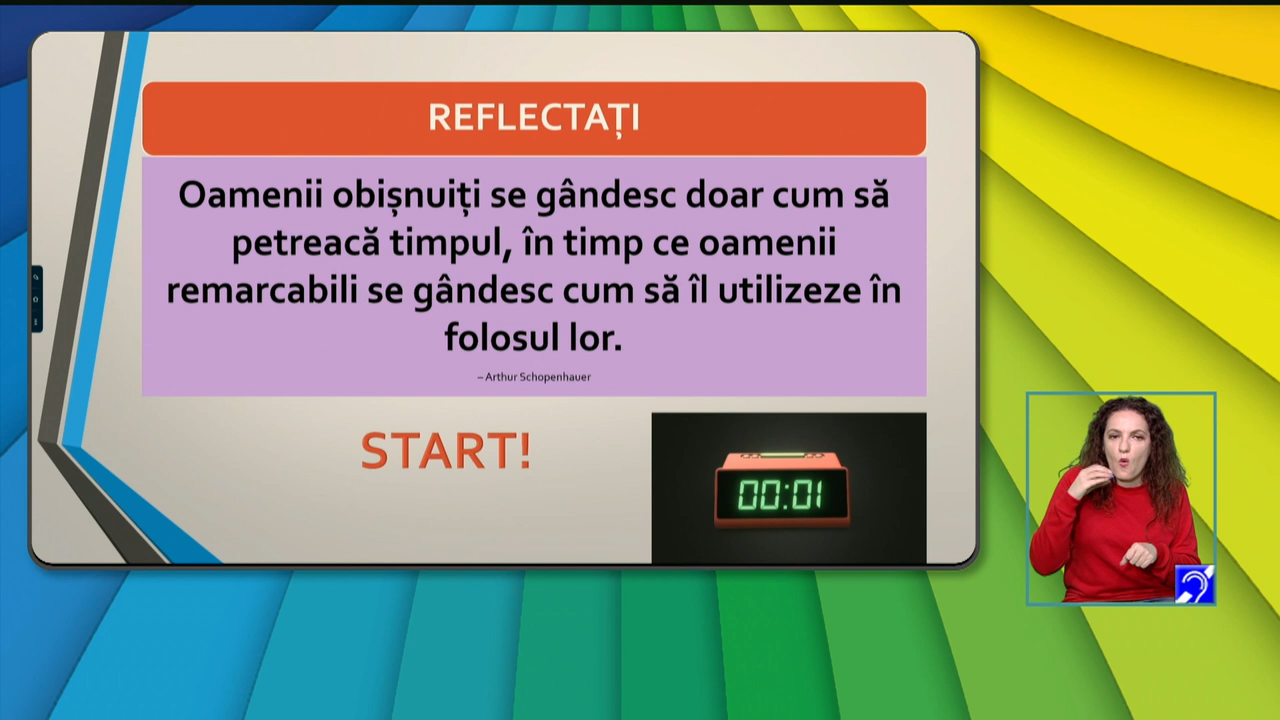 REFLECTAȚI
Oamenii obișnuiți se gândesc doar cum să
petreacă timpul, în timp ce oamenii
remarcabili se gândesc cum să îl utilizeze în
folosul lor.
– Arthur Schopenhauer
START!
00:01